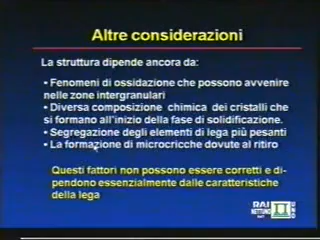 Altre considerazioni
La struttura dipende ancora da:
• Fenomeni di ossidazione che possono avvenire
nelle zone intergranulari
• Diversa composizione chimica dei cristalli che
si formano all'inizio della fase di solidificazione.
• Segregazione degli elementi di lega più pesanti
• La formazione di microcricche dovute al ritiro
Questi fattori non possono essere corretti e di-
pendono essenzialmente dalle caratteristiche
della lega
RAI
NETTUNO
SAT